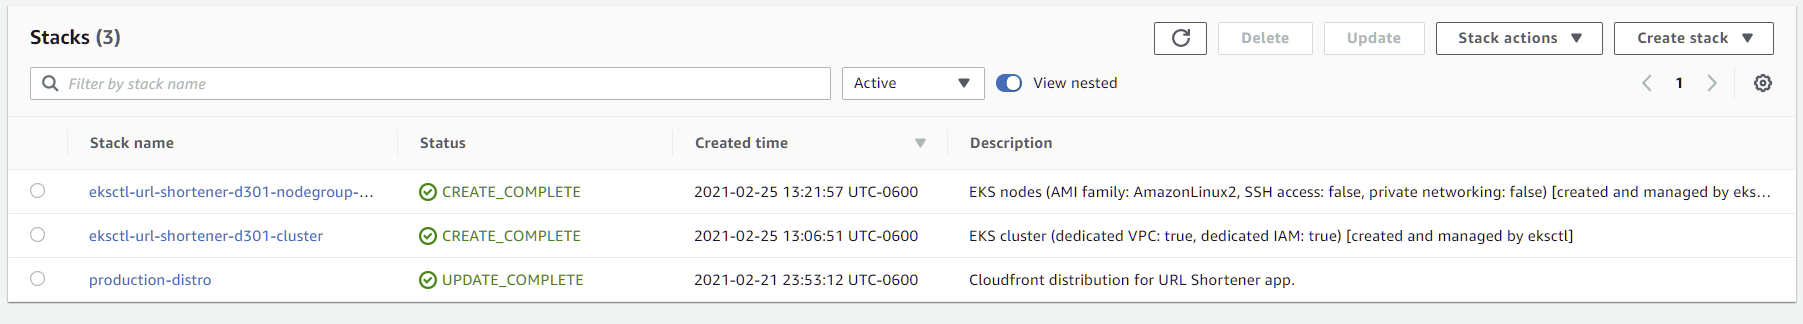 Stacks (3)
Delete
Update
Stack actions
Create stack
Filter by stack name
Active
View nested
1
Stack name Status Created time Description
eksctl-url-shortener-d301-nodegroup-... CREATE_COMPLETE 2021-02-25 13:21:57 UTC-0600 EKS nodes (AMI family: AmazonLinux2, SSH access: false, private networking: false) [created and managed by eks...
eksctl-url-shortener-d301-cluster CREATE_COMPLETE 2021-02-25 13:06:51 UTC-0600 EKS cluster (dedicated VPC: true, dedicated IAM: true) [created and managed by eksctl]
production-distro UPDATE_COMPLETE 2021-02-21 23:53:12 UTC-0600 Cloudfront distribution for URL Shortener app.